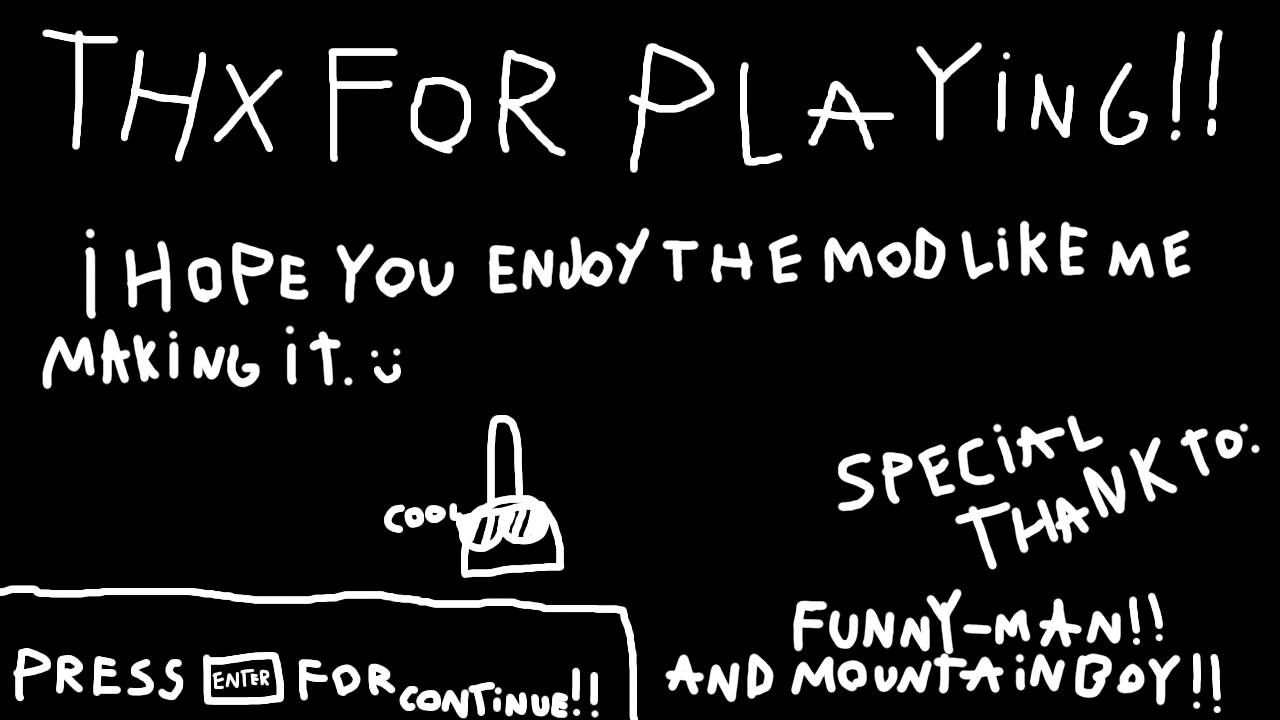 THX FOR PLAYiNG!!
i HOPE YOU ENJOY THE MOD LiKE ME
MAKiNG iT. :)
COOL
SPECiAL
THANK TO:
FUNNY-MAN!!
AND MOUNTAiNBOY!!
PRESS ENTER FOR CONTiNUE!!